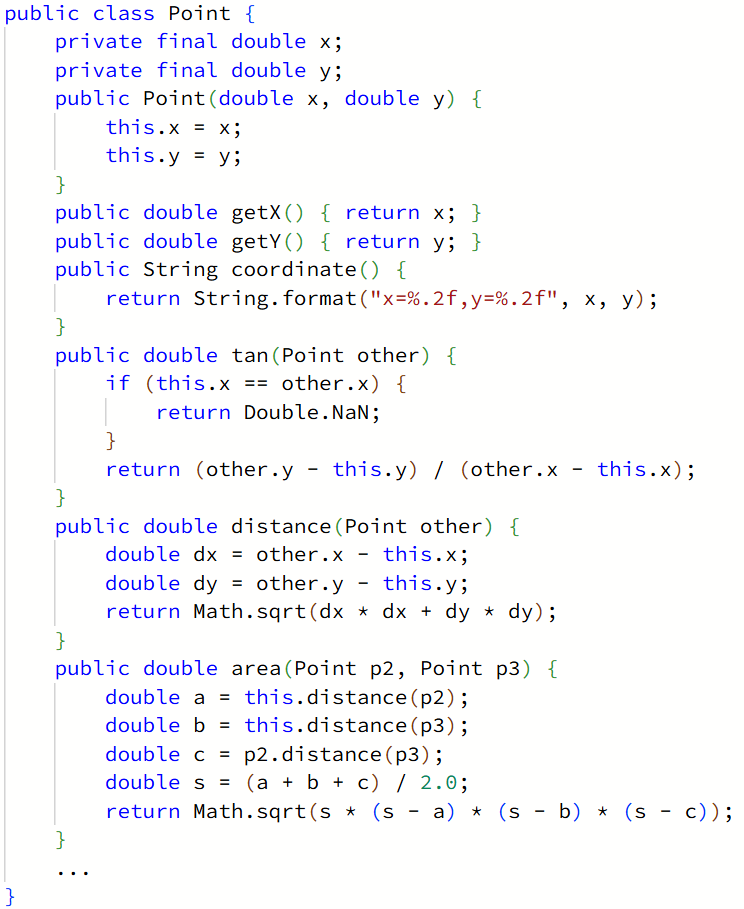 public class Point {
    private final double x;
    private final double y;
    public Point(double x, double y) {
        this.x = x;
        this.y = y;
    }
    public double getX() { return x; }
    public double getY() { return y; }
    public String coordinate() {
        return String.format("x=%.2f,y=%.2f", x, y);
    }
    public double tan(Point other) {
        if (this.x == other.x) {
            return Double.NaN;
        }
        return (other.y - this.y) / (other.x - this.x);
    }
    public double distance(Point other) {
        double dx = other.x - this.x;
        double dy = other.y - this.y;
        return Math.sqrt(dx * dx + dy * dy);
    }
    public double area(Point p2, Point p3) {
        double a = this.distance(p2);
        double b = this.distance(p3);
        double c = p2.distance(p3);
        double s = (a + b + c) / 2.0;
        return Math.sqrt(s * (s - a) * (s - b) * (s - c));
    }
    ...
}